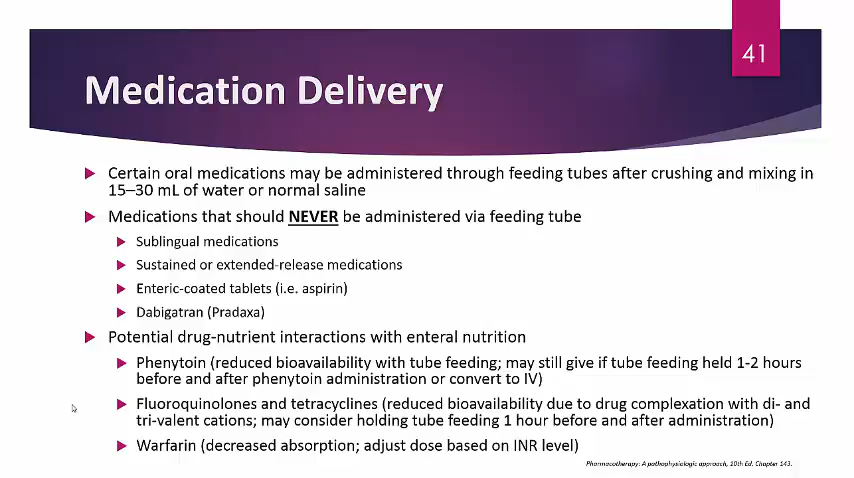 41
Medication Delivery
Certain oral medications may be administered through feeding tubes after crushing and mixing in
15–30 mL of water or normal saline
Medications that should NEVER be administered via feeding tube
Sublingual medications
Sustained or extended-release medications
Enteric-coated tablets (i.e. aspirin)
Dabigatran (Pradaxa)
Potential drug-nutrient interactions with enteral nutrition
Phenytoin (reduced bioavailability with tube feeding; may still give if tube feeding held 1-2 hours
before and after phenytoin administration or convert to IV)
Fluoroquinolones and tetracyclines (reduced bioavailability due to drug complexation with di- and
tri-valent cations; may consider holding tube feeding 1 hour before and after administration)
Warfarin (decreased absorption; adjust dose based on INR level)
Pharmacotherapy: A pathophysiologic approach, 10th Ed. Chapter 143.